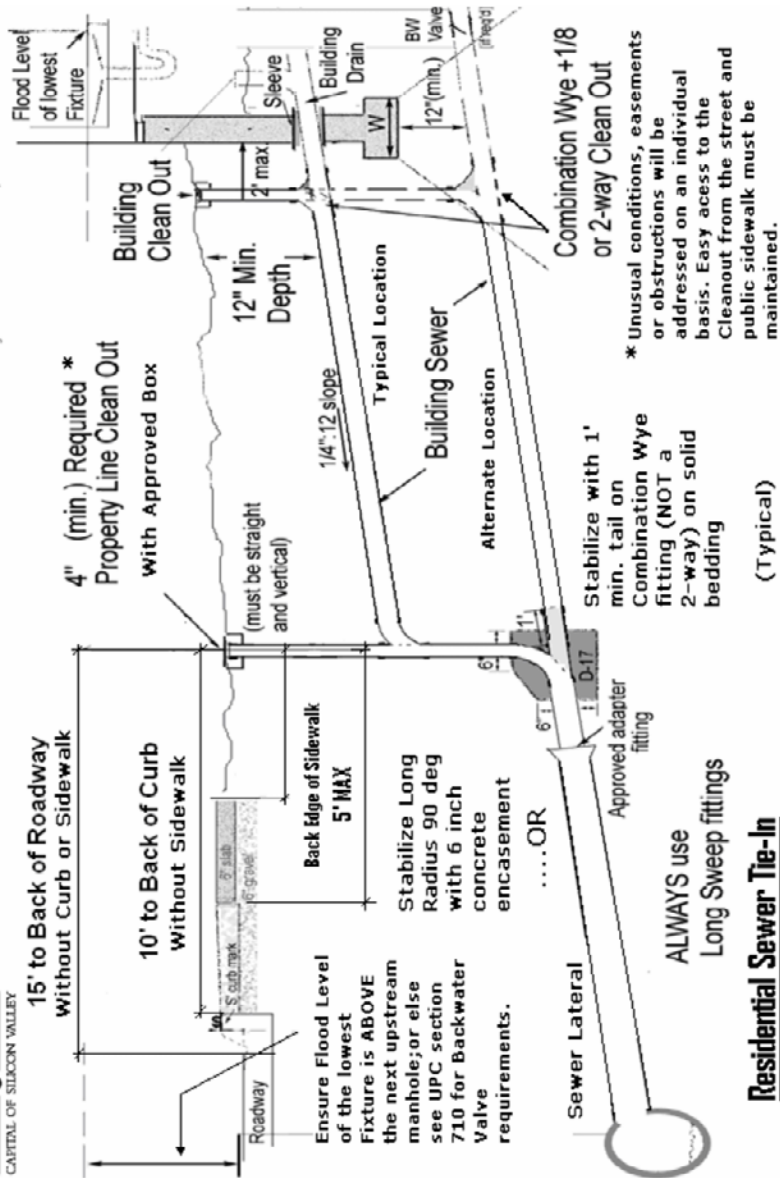 CAPITAL OF SILICON VALLEY
15' to Back of Roadway
Without Curb or Sidewalk
10' to Back of Curb
Without Sidewalk
4" (min.) Required *
Property Line Clean Out
With Approved Box
Building
Clean Out
Flood Level
of lowest
Fixture
12" Min.
Depth
2' max.
Sleeve
Building
Drain
BW
Valve
(if req'd)
W
12"(min.)
"S" curb mark
6" slab
6" gravel
Roadway
Back Edge of Sidewalk
5' MAX
(must be straight
and vertical)
1/4":12 slope
Typical Location
Building Sewer
Alternate Location
Combination Wye +1/8
or 2-way Clean Out
Ensure Flood Level
of the lowest
Fixture is ABOVE
the next upstream
manhole;or else
see UPC section
710 for Backwater
Valve
requirements.
Stabilize Long
Radius 90 deg
with 6 inch
concrete
encasement
....OR
6"
6"
1'
D-17
Approved adapter
fitting
Stabilize with 1'
min. tail on
Combination Wye
fitting (NOT a
2-way) on solid
bedding
(Typical)
* Unusual conditions, easements
or obstructions will be
addressed on an individual
basis. Easy acess to the
Cleanout from the street and
public sidewalk must be
maintained.
Sewer Lateral
ALWAYS use
Long Sweep fittings
Residential Sewer Tie-In